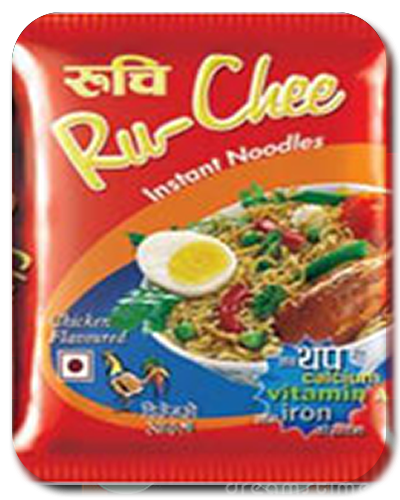 रुचि
Ru-Chee
Instant Noodles
Chicken
Flavoured
थप
calcium
vitamin A
iron